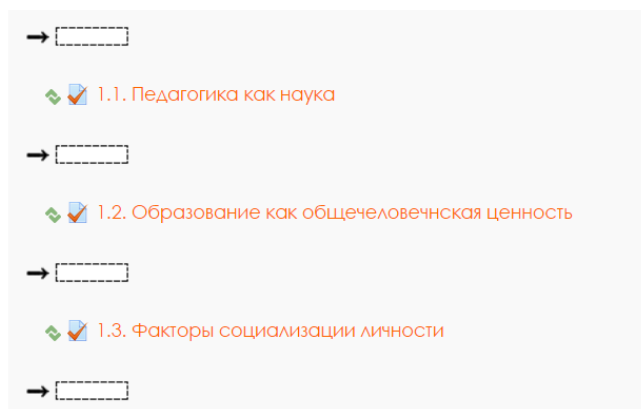 1.1. Педагогика как наука
1.2. Образование как общечеловечнская ценность
1.3. Факторы социализации личности